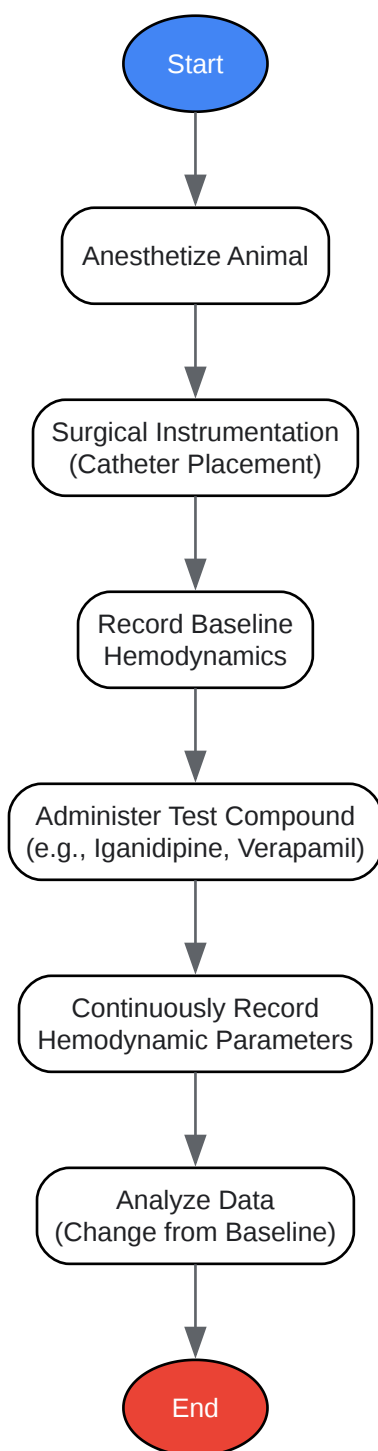 Start
Anesthetize Animal
Surgical Instrumentation
(Catheter Placement)
Record Baseline
Hemodynamics
Administer Test Compound
(e.g., Iganidipine, Verapamil)
Continuously Record
Hemodynamic Parameters
Analyze Data
(Change from Baseline)
End